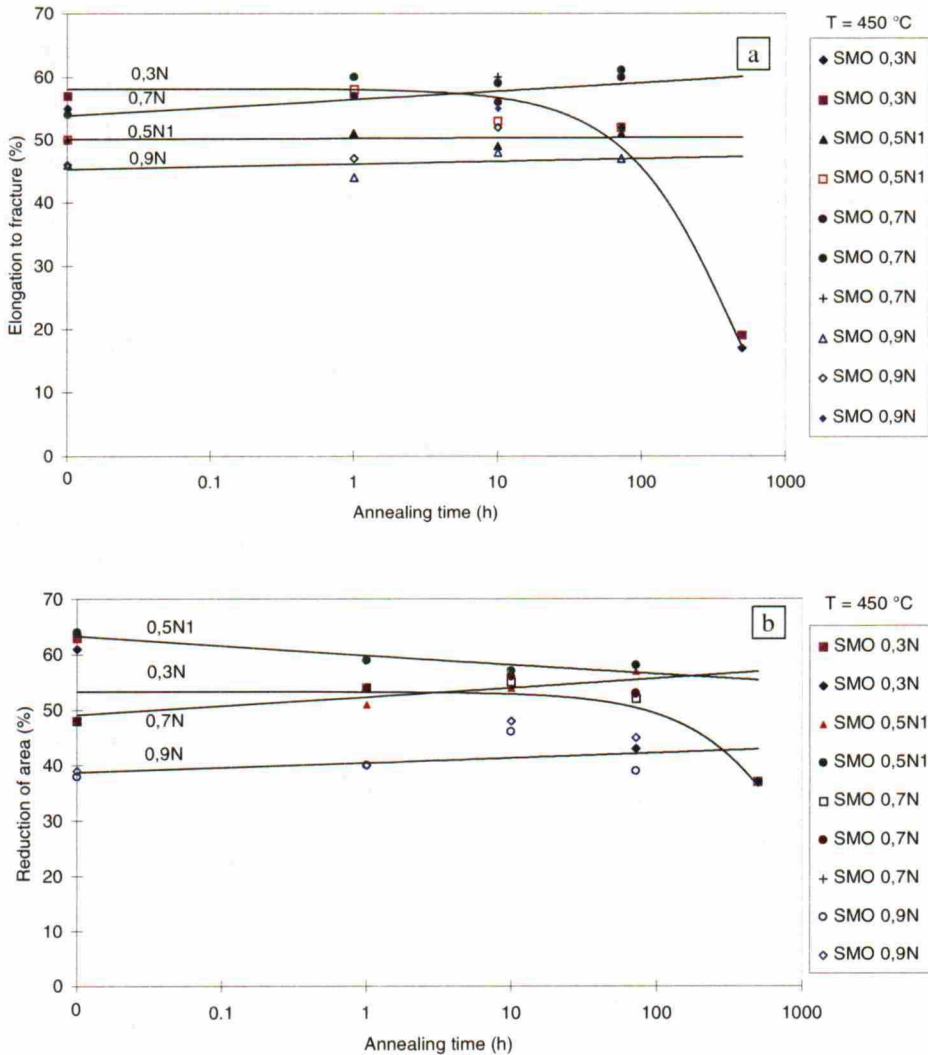 70
60
50
40
30
20
10
0
Elongation to fracture (%)
0,3N
0,7N
0,5N1
0,9N
a
0
0.1
1
10
100
1000
Annealing time (h)
T = 450 °C
SMO 0,3N
SMO 0,3N
SMO 0,5N1
SMO 0,5N1
SMO 0,7N
SMO 0,7N
SMO 0,7N
SMO 0,9N
SMO 0,9N
SMO 0,9N
70
60
50
40
30
20
10
0
Reduction of area (%)
0,5N1
0,3N
0,7N
0,9N
b
0
0.1
1
10
100
1000
Annealing time (h)
T = 450 °C
SMO 0,3N
SMO 0,3N
SMO 0,5N1
SMO 0,5N1
SMO 0,7N
SMO 0,7N
SMO 0,7N
SMO 0,9N
SMO 0,9N